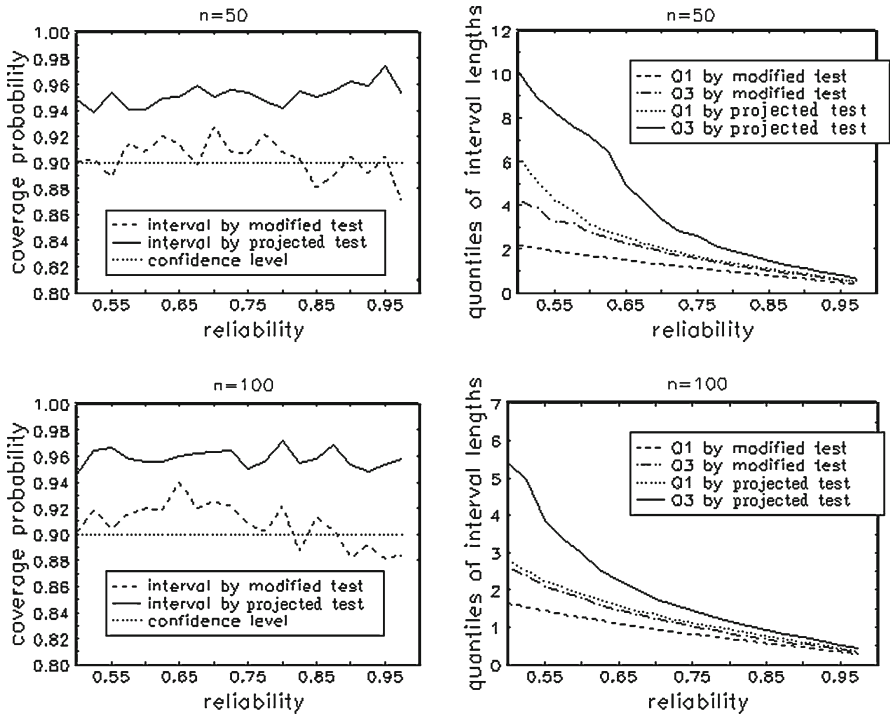 n=50
coverage probability
1.00
0.98
0.96
0.94
0.92
0.90
0.88
0.86
0.84
0.82
0.80
interval by modified test
interval by projected test
confidence level
0.55
0.65
0.75
0.85
0.95
reliability
n=50
quantiles of interval lengths
12
10
8
6
4
2
0
Q1 by modified test
Q3 by modified test
Q1 by projected test
Q3 by projected test
0.55
0.65
0.75
0.85
0.95
reliability
n=100
coverage probability
1.00
0.98
0.96
0.94
0.92
0.90
0.88
0.86
0.84
0.82
0.80
interval by modified test
interval by projected test
confidence level
0.55
0.65
0.75
0.85
0.95
reliability
n=100
quantiles of interval lengths
7
6
5
4
3
2
1
0
Q1 by modified test
Q3 by modified test
Q1 by projected test
Q3 by projected test
0.55
0.65
0.75
0.85
0.95
reliability